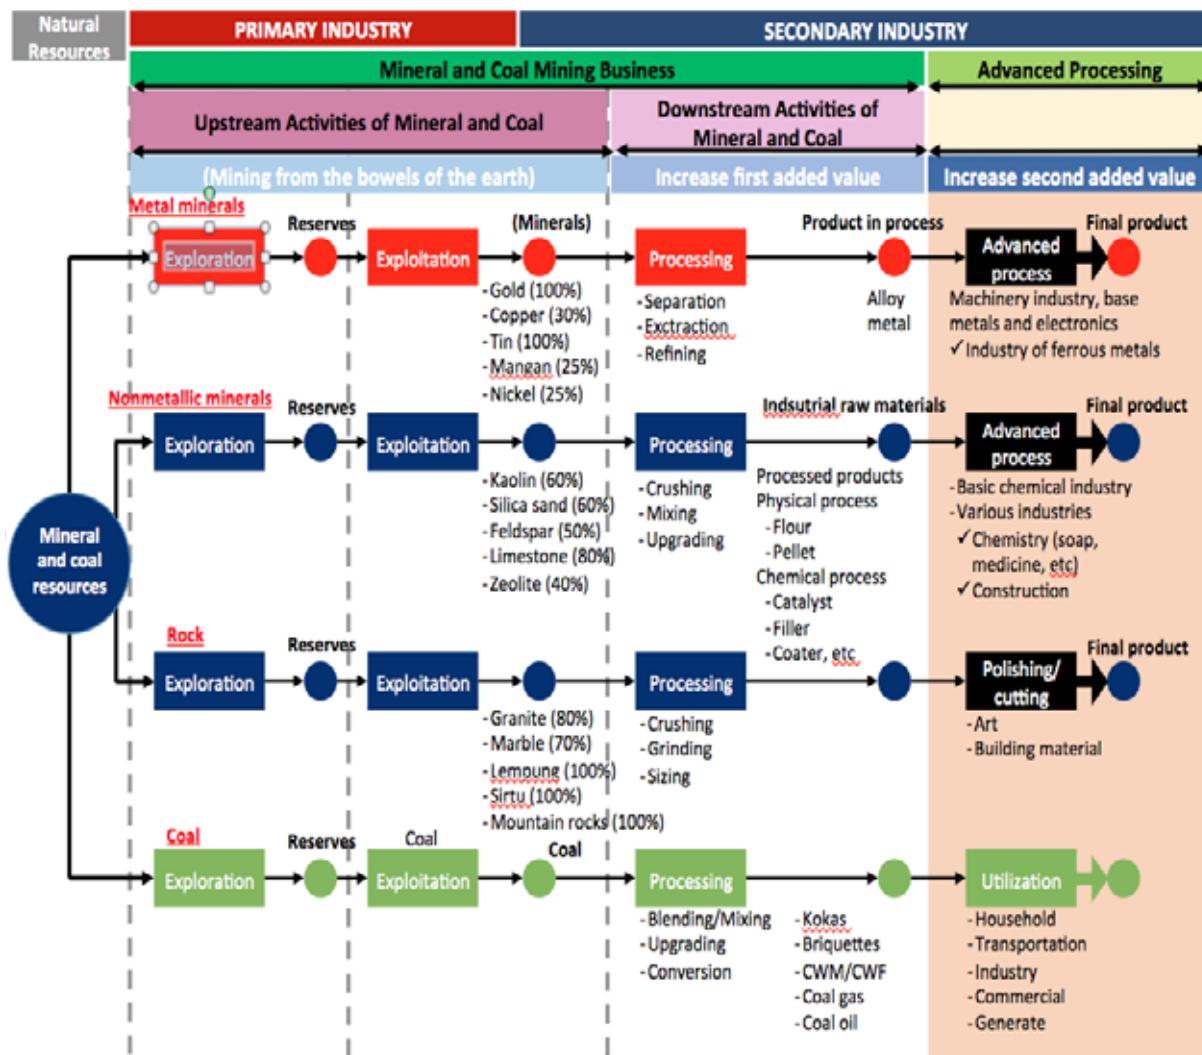 Natural
Resources
PRIMARY INDUSTRY
SECONDARY INDUSTRY
Mineral and Coal Mining Business
Advanced Processing
Upstream Activities of Mineral and Coal
Downstream Activities of
Mineral and Coal
(Mining from the bowels of the earth)
Increase first added value
Increase second added value
Metal minerals
Exploration
Reserves
Exploitation
(Minerals)
- Gold (100%)
- Copper (30%)
- Tin (100%)
- Mangan (25%)
- Nickel (25%)
Processing
- Separation
- Exctraction
- Refining
Product in process
Alloy
metal
Advanced
process
Final product
Machinery industry, base
metals and electronics
✓ Industry of ferrous metals
Nonmetallic minerals
Exploration
Reserves
Exploitation
- Kaolin (60%)
- Silica sand (60%)
- Feldspar (50%)
- Limestone (80%)
- Zeolite (40%)
Processing
- Crushing
- Mixing
- Upgrading
Indsutrial raw materials
Processed products
Physical process
- Flour
- Pellet
Chemical process
- Catalyst
- Filler
- Coater, etc
Advanced
process
Final product
- Basic chemical industry
- Various industries
✓ Chemistry (soap,
medicine, etc)
✓ Construction
Mineral
and coal
resources
Rock
Exploration
Reserves
Exploitation
- Granite (80%)
- Marble (70%)
- Lempung (100%)
- Sirtu (100%)
- Mountain rocks (100%)
Processing
- Crushing
- Grinding
- Sizing
Polishing/
cutting
Final product
- Art
- Building material
Coal
Exploration
Reserves
Coal
Exploitation
Coal
Processing
- Blending/Mixing
- Upgrading
- Conversion
- Kokas
- Briquettes
- CWM/CWF
- Coal gas
- Coal oil
Utilization
- Household
- Transportation
- Industry
- Commercial
- Generate